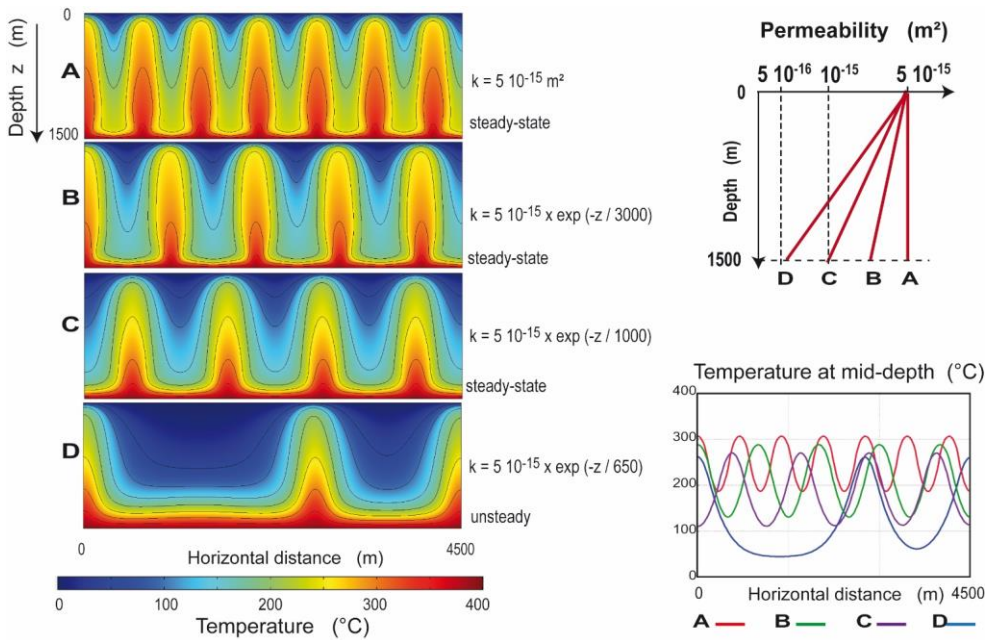 0
Depth z (m)
1500
A
k = 5 10⁻¹⁵ m²
steady-state
B
k = 5 10⁻¹⁵ x exp (-z / 3000)
steady-state
C
k = 5 10⁻¹⁵ x exp (-z / 1000)
steady-state
D
k = 5 10⁻¹⁵ x exp (-z / 650)
unsteady
0 4500
Horizontal distance (m)
0 100 200 300 400
Temperature (°C)
Permeability (m²)
5 10⁻¹⁶ 10⁻¹⁵ 5 10⁻¹⁵
0
Depth (m)
1500
D C B A
Temperature at mid-depth (°C)
400
300
200
100
0
0 Horizontal distance (m) 4500
A B C D